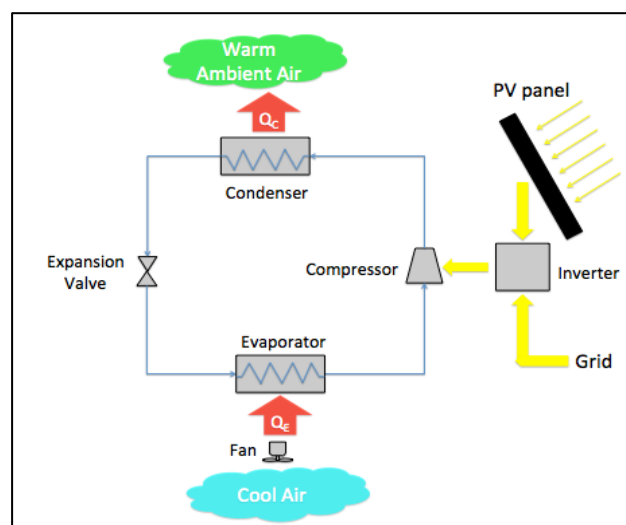 Warm
Ambient Air
PV panel
Qc
Condenser
Expansion
Valve
Compressor
Inverter
Evaporator
Grid
QE
Fan
Cool Air